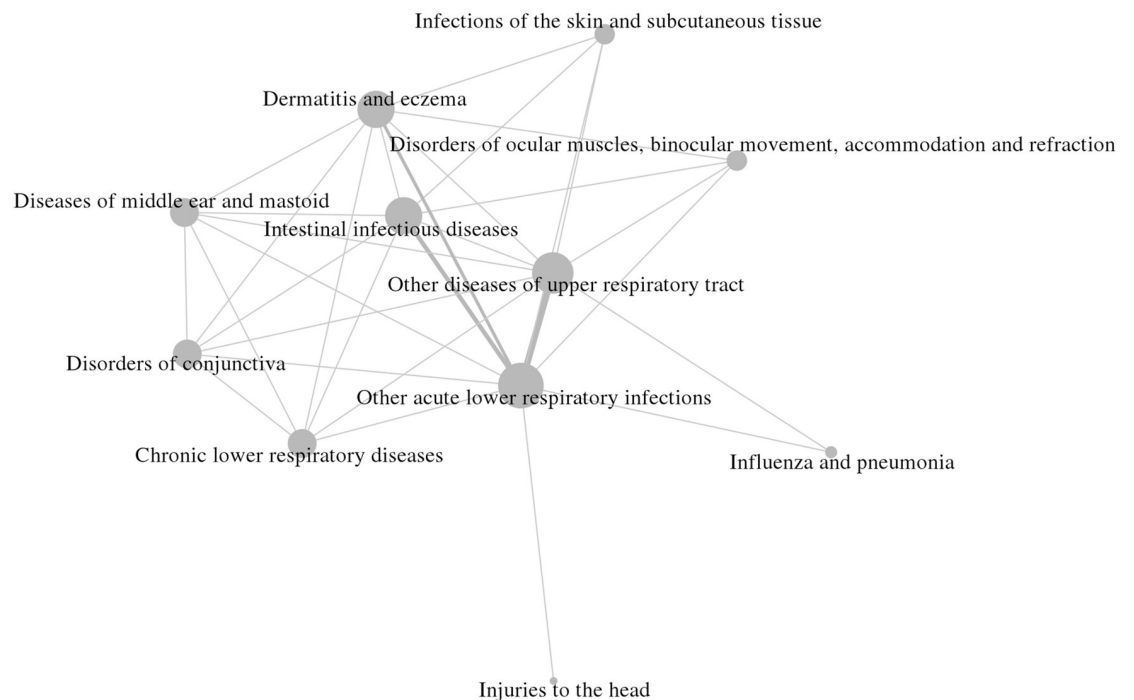 Infections of the skin and subcutaneous tissue
Dermatitis and eczema
Disorders of ocular muscles, binocular movement, accommodation and refraction
Diseases of middle ear and mastoid
Intestinal infectious diseases
Other diseases of upper respiratory tract
Disorders of conjunctiva
Other acute lower respiratory infections
Chronic lower respiratory diseases
Influenza and pneumonia
Injuries to the head